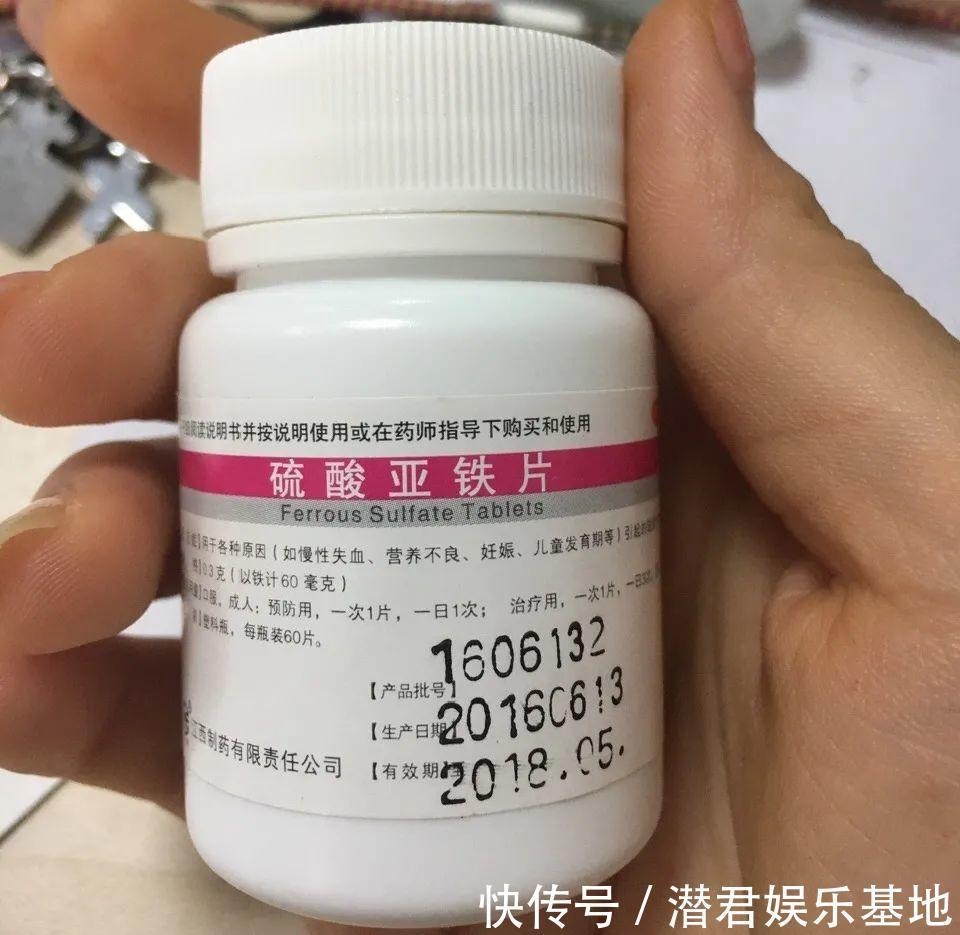 阅读说明书并按说明使用或在药师指导下购买和使用
硫酸亚铁片
Ferrous Sulfate Tablets
】用于各种原因(如慢性失血、营养不良、妊娠、儿童发育期等)引起的
】0.3克(以铁计60毫克)
】口服。成人:预防用,一次1片,一日1次; 治疗用,一次1片,一日3次
】塑料瓶,每瓶装60片。
【产品批号】1606132
【生产日期 20160613
江西制药有限责任公司
【有效期至 2018.05.
快传号 / 潜君娱乐基地